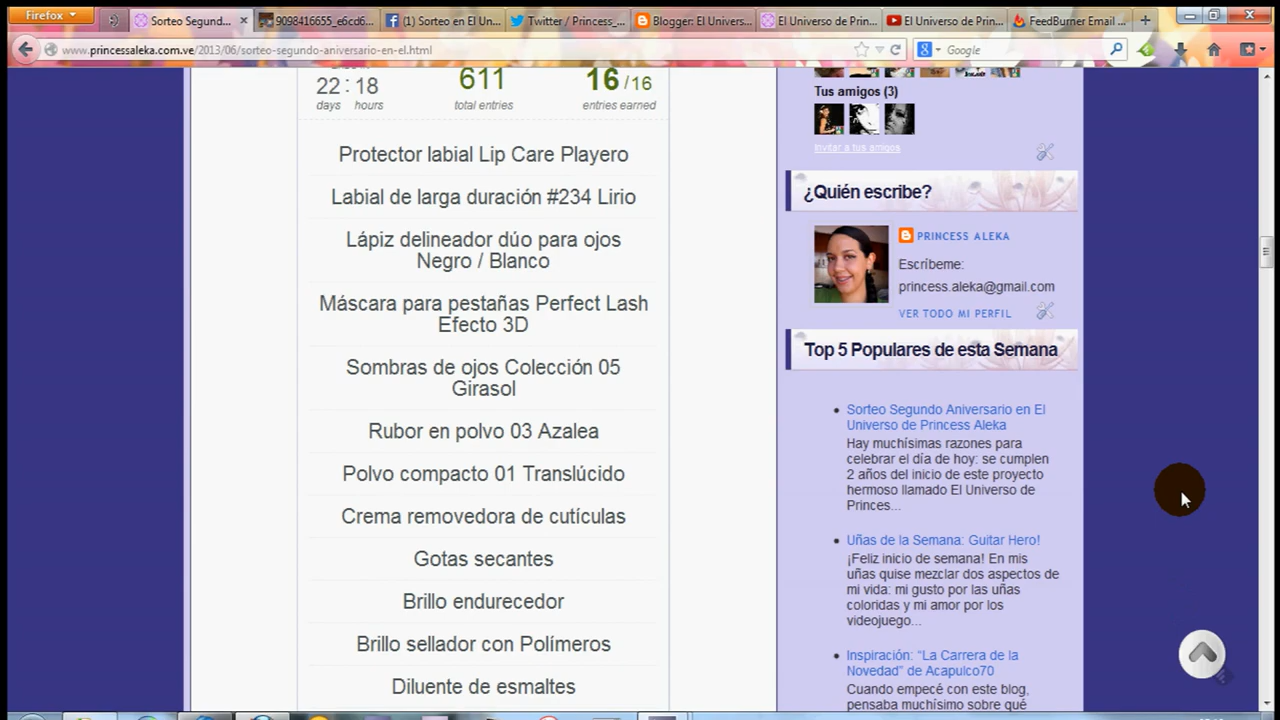 Firefox
Sorteo Segund...
9098416655_e6cd6...
(1) Sorteo en El Un...
Twitter / Princess_...
Blogger: El Univers...
El Universo de Prin...
El Universo de Prin...
FeedBurner Email ...
www.princessaleka.com.ve/2013/06/sorteo-segundo-aniversario-en-el.html
Google
22 : 18
days hours
611
total entries
16 /16
entries earned
Protector labial Lip Care Playero
Labial de larga duración #234 Lirio
Lápiz delineador dúo para ojos
Negro / Blanco
Máscara para pestañas Perfect Lash
Efecto 3D
Sombras de ojos Colección 05
Girasol
Rubor en polvo 03 Azalea
Polvo compacto 01 Translúcido
Crema removedora de cutículas
Gotas secantes
Brillo endurecedor
Brillo sellador con Polímeros
Diluente de esmaltes
Tus amigos (3)
Invitar a tus amigos
¿Quién escribe?
PRINCESS ALEKA
Escríbeme:
princess.aleka@gmail.com
VER TODO MI PERFIL
Top 5 Populares de esta Semana
Sorteo Segundo Aniversario en El
Universo de Princess Aleka
Hay muchísimas razones para
celebrar el día de hoy: se cumplen
2 años del inicio de este proyecto
hermoso llamado El Universo de
Princes...
Uñas de la Semana: Guitar Hero!
¡Feliz inicio de semana! En mis
uñas quise mezclar dos aspectos de
mi vida: mi gusto por las uñas
coloridas y mi amor por los
videojuego...
Inspiración: “La Carrera de la
Novedad” de Acapulco70
Cuando empecé con este blog,
pensaba muchísimo sobre qué